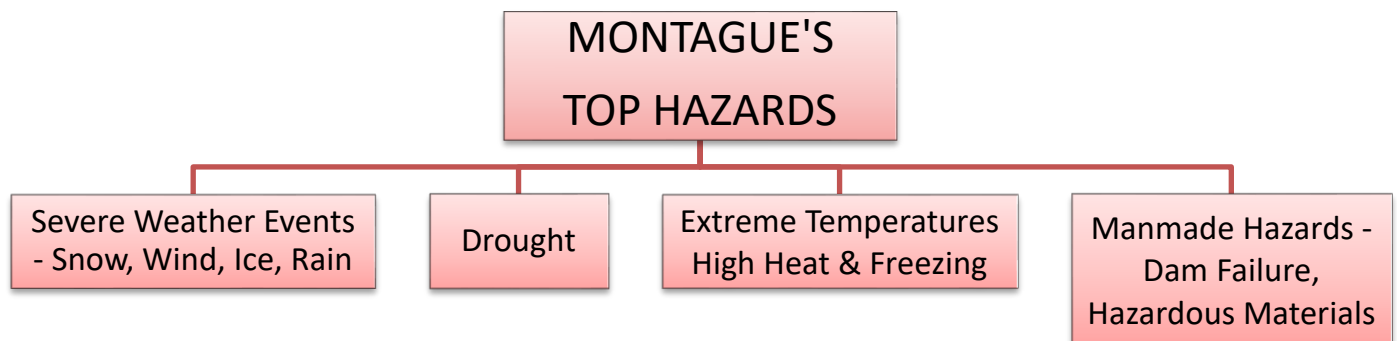 MONTAGUE'S
TOP HAZARDS
Severe Weather Events
- Snow, Wind, Ice, Rain
Drought
Extreme Temperatures
High Heat & Freezing
Manmade Hazards -
Dam Failure,
Hazardous Materials